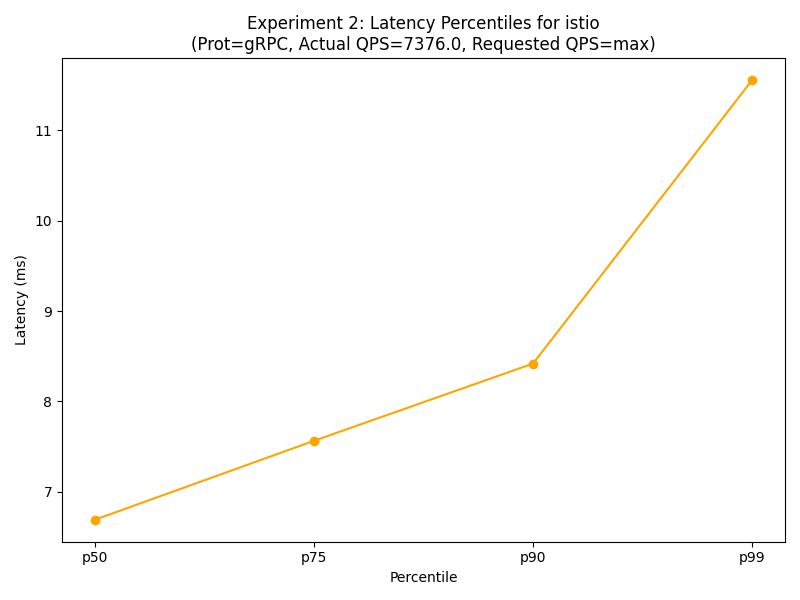 Experiment 2: Latency Percentiles for istio
(Prot=gRPC, Actual QPS=7376.0, Requested QPS=max)
11
10
9
8
7
Latency (ms)
p50 p75 p90 p99
Percentile